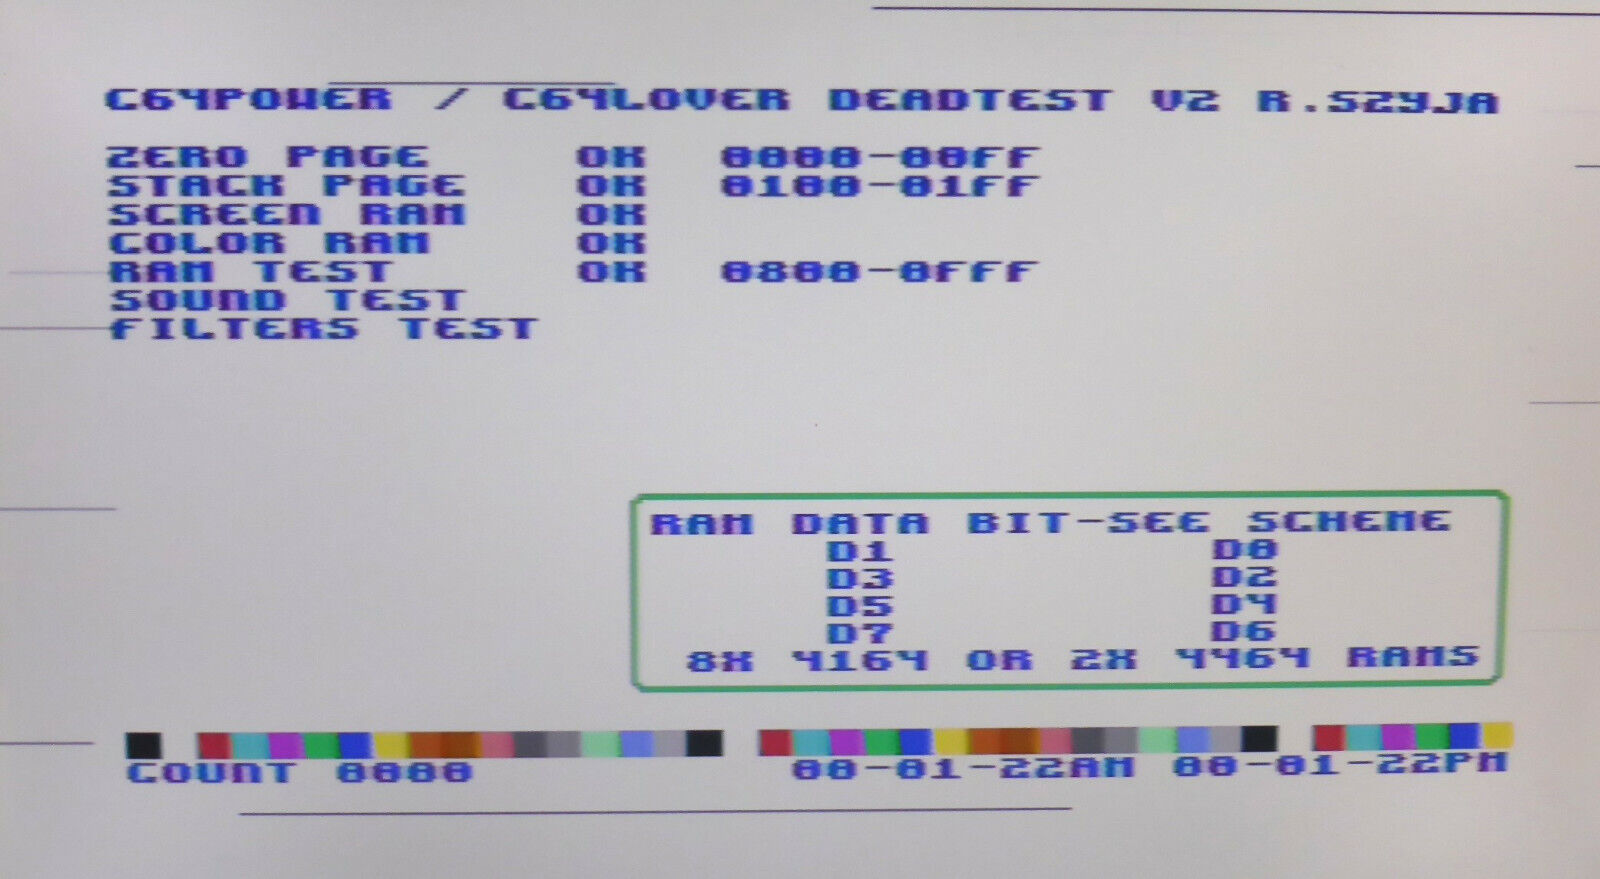 C64POWER / C64LOVER DEADTEST V2 R.SZYJA
ZERO PAGE OK 0000-00FF
STACK PAGE OK 0100-01FF
SCREEN RAM OK
COLOR RAM OK
RAM TEST OK 0800-0FFF
SOUND TEST
FILTERS TEST
RAM DATA BIT-SEE SCHEME
D1 D0
D3 D2
D5 D4
D7 D6
8X 4164 OR 2X 4464 RAMS
COUNT 0000 00-01-22AM 00-01-22PM